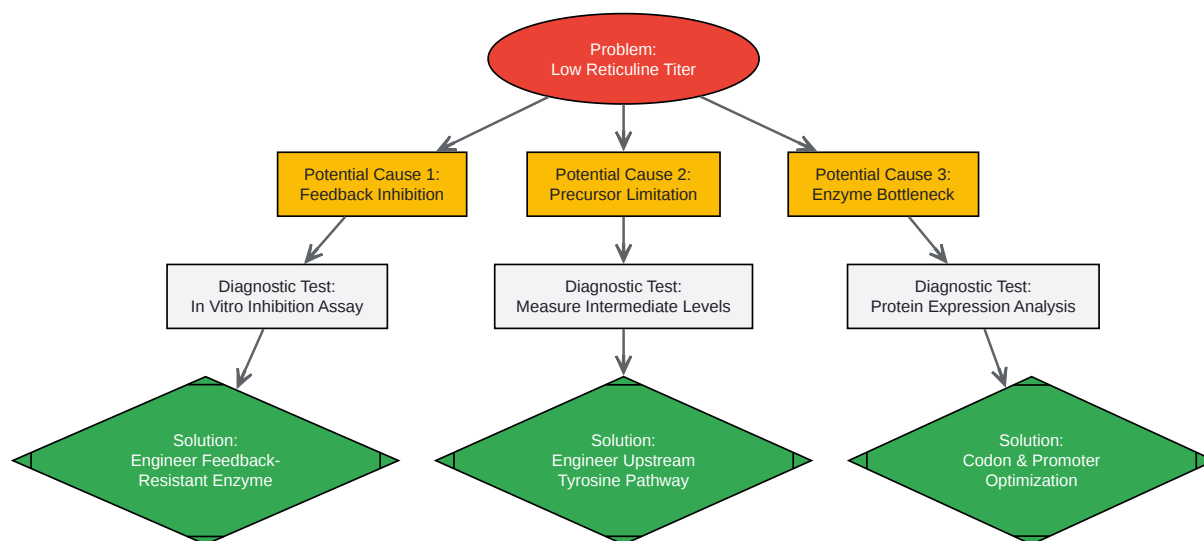 Problem:
Low Reticuline Titer
Potential Cause 1:
Feedback Inhibition
Potential Cause 2:
Precursor Limitation
Potential Cause 3:
Enzyme Bottleneck
Diagnostic Test:
In Vitro Inhibition Assay
Diagnostic Test:
Measure Intermediate Levels
Diagnostic Test:
Protein Expression Analysis
Solution:
Engineer Feedback-
Resistant Enzyme
Solution:
Engineer Upstream
Tyrosine Pathway
Solution:
Codon & Promoter
Optimization